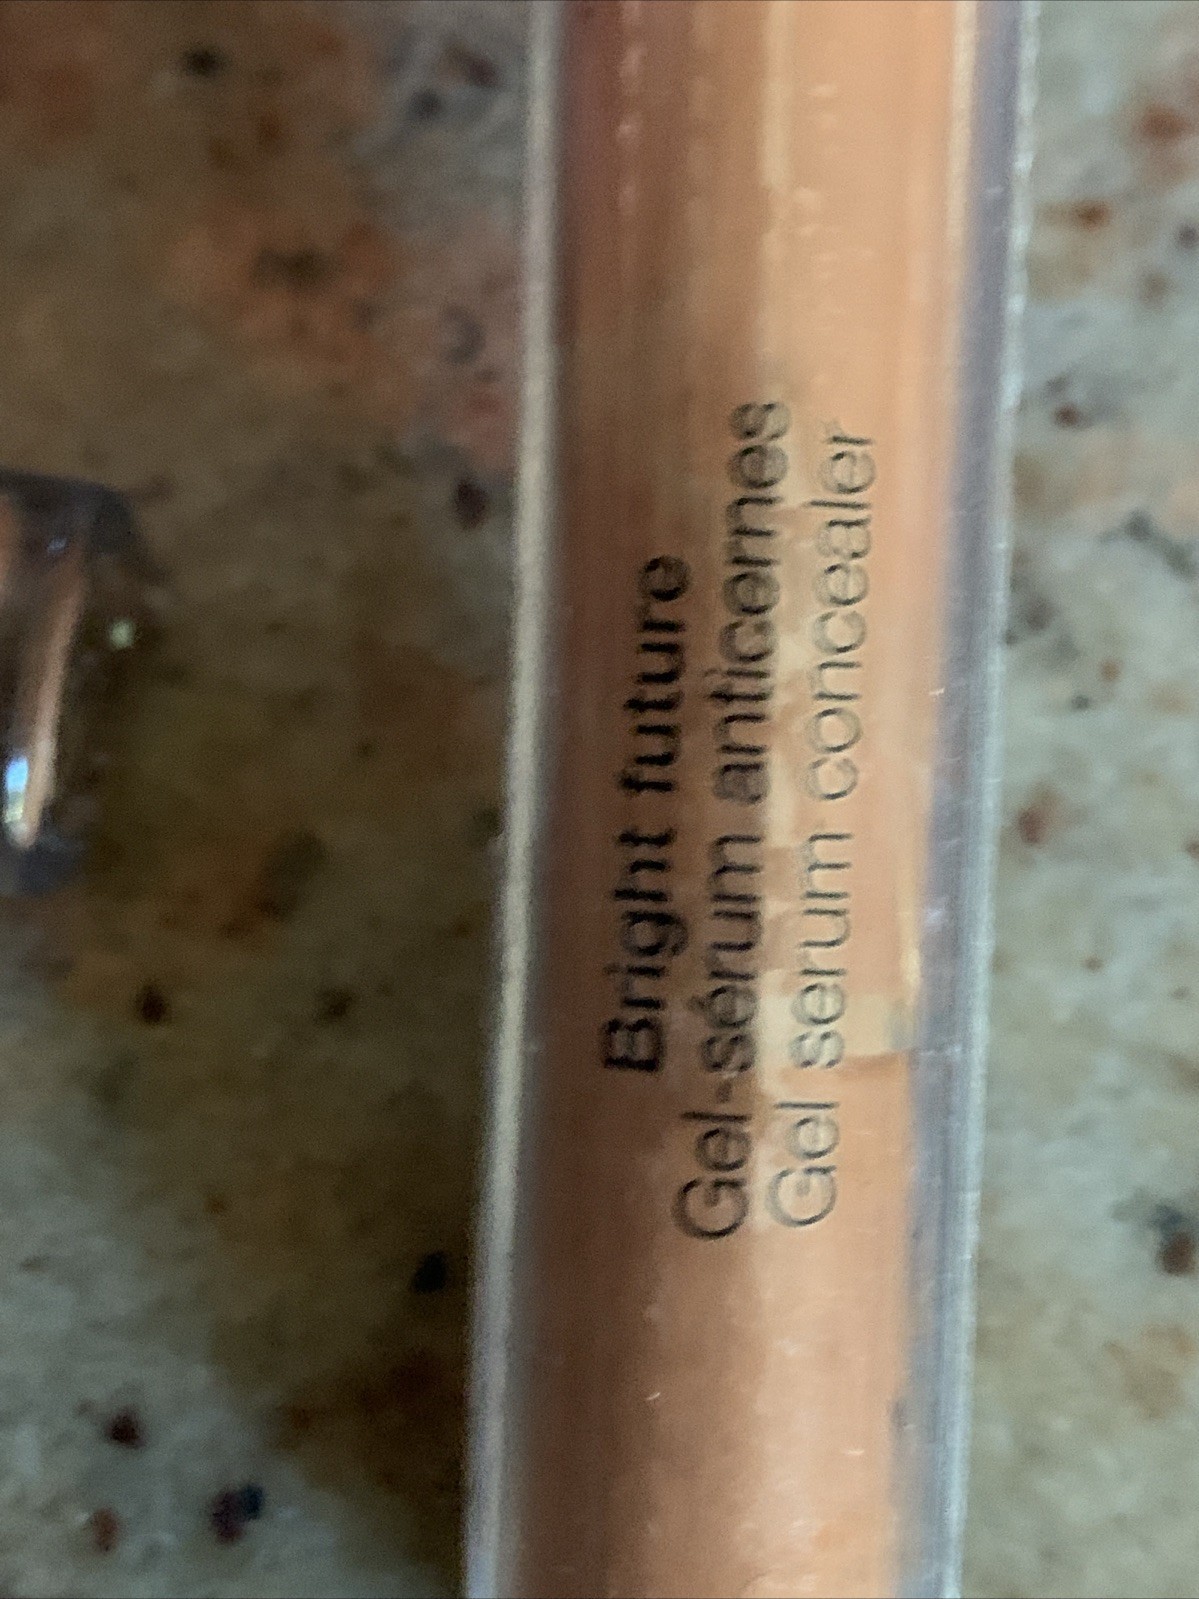 Bright future
Gel-sérum anticernes
Gel serum concealer